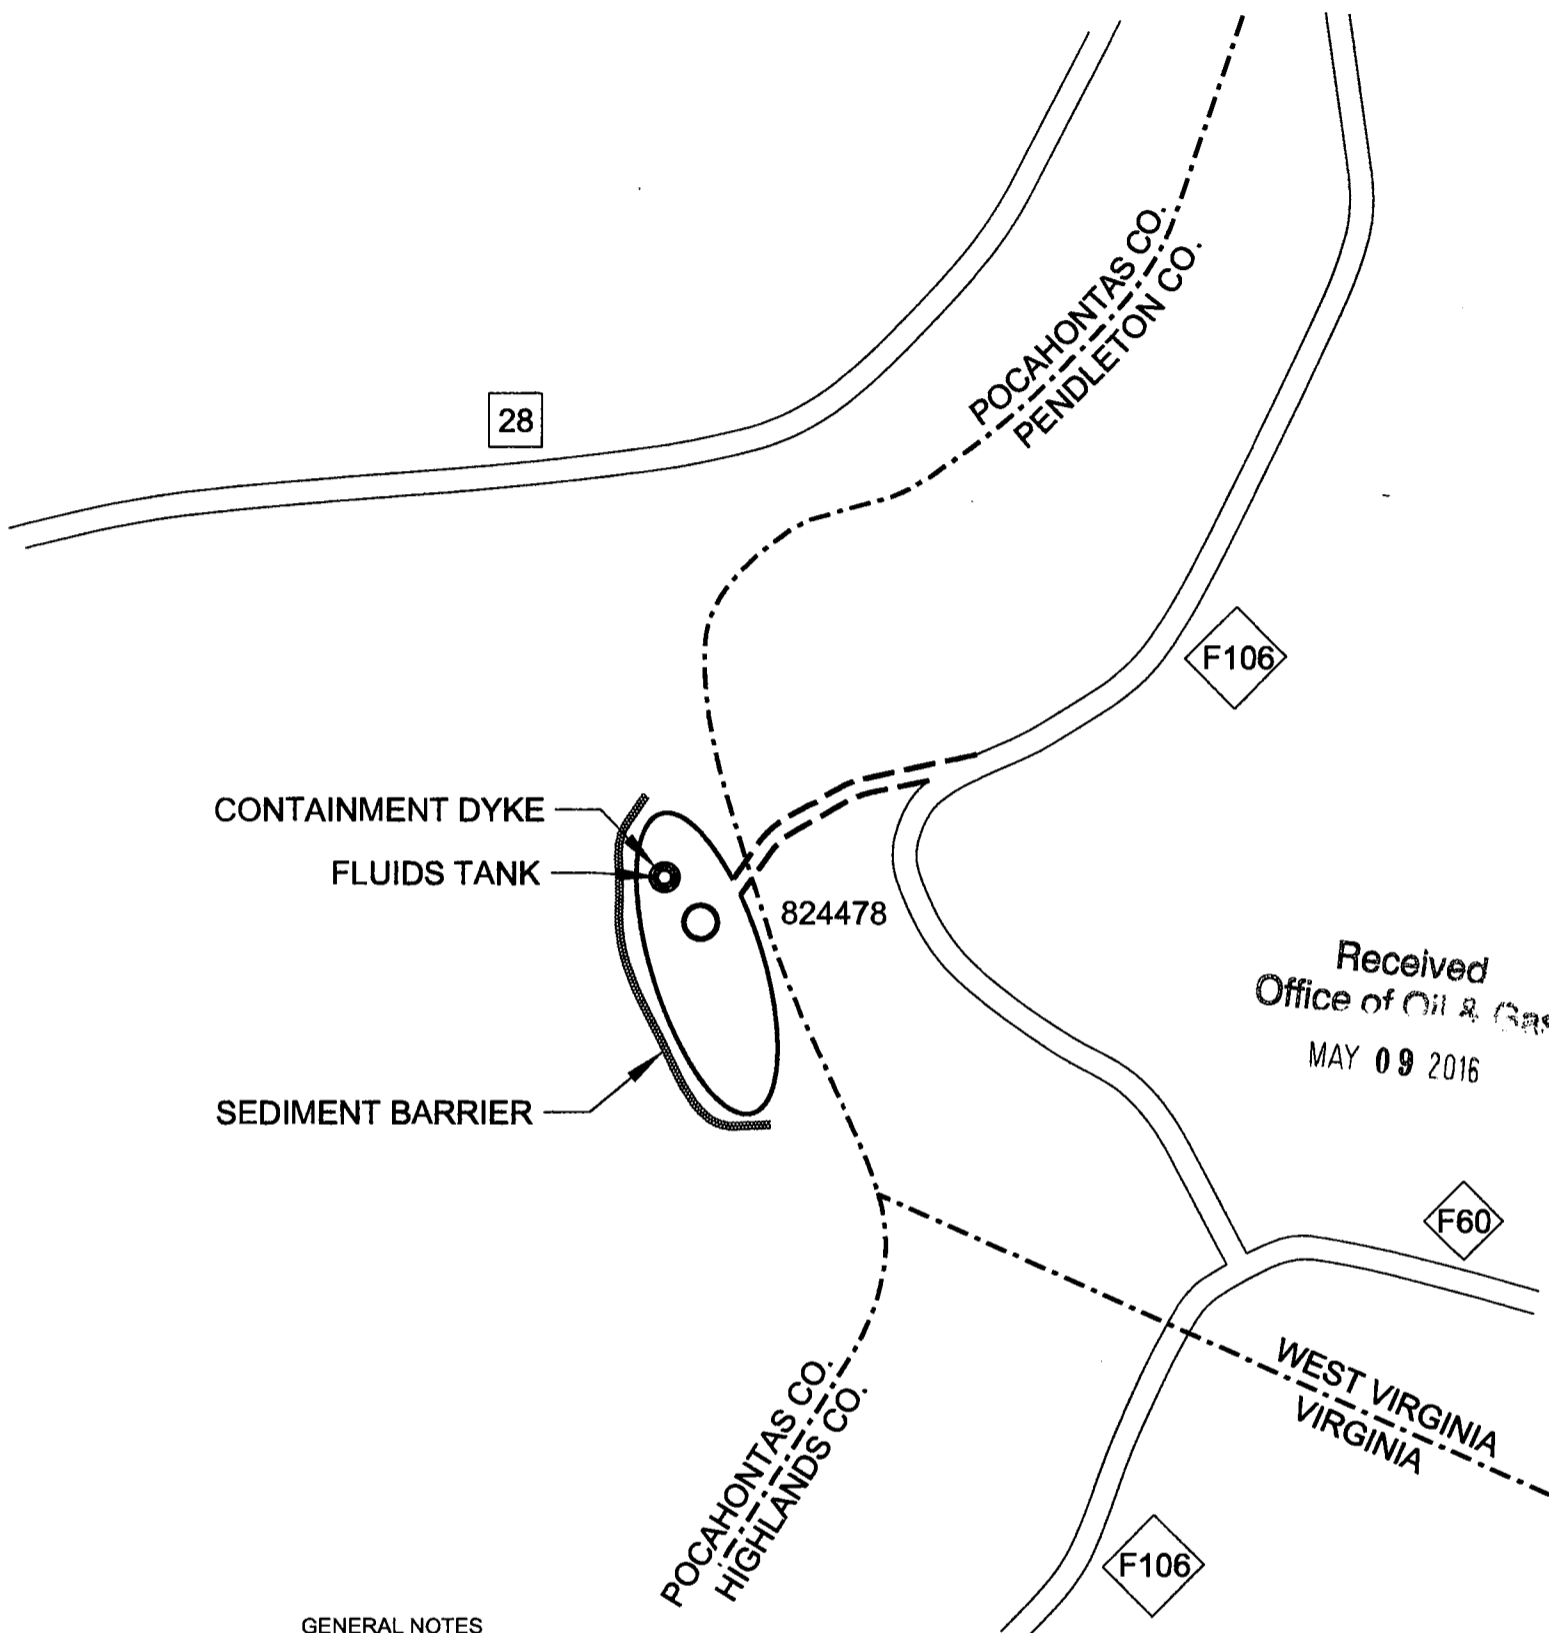 POCAHONTAS CO.
PENDLETON CO.
28
F106
CONTAINMENT DYKE
FLUIDS TANK
824478
Received
Office of Oil & Gas
MAY 09 2016
SEDIMENT BARRIER
F60
WEST VIRGINIA
VIRGINIA
POCAHONTAS CO.
HIGHLANDS CO.
F106
GENERAL NOTES